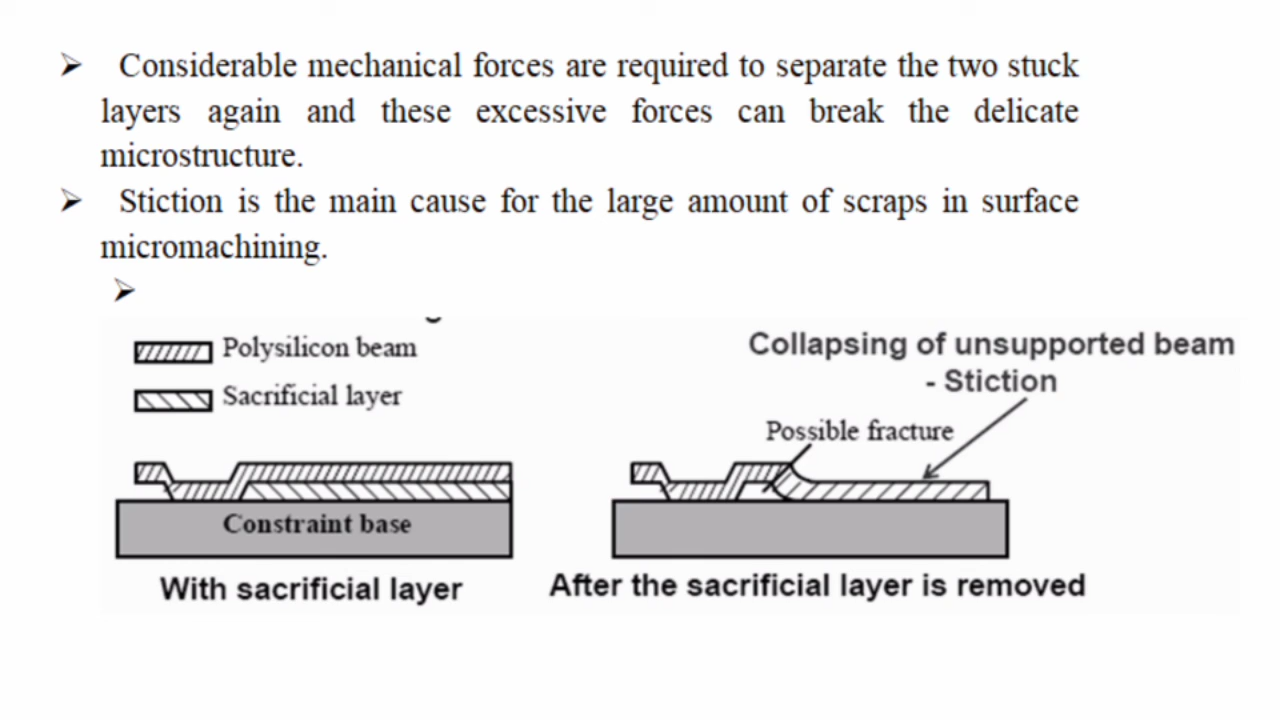 ➢ Considerable mechanical forces are required to separate the two stuck
layers again and these excessive forces can break the delicate
microstructure.
➢ Stiction is the main cause for the large amount of scraps in surface
micromachining.
➢
Polysilicon beam
Sacrificial layer
Collapsing of unsupported beam
- Stiction
Possible fracture
Constraint base
With sacrificial layer
After the sacrificial layer is removed